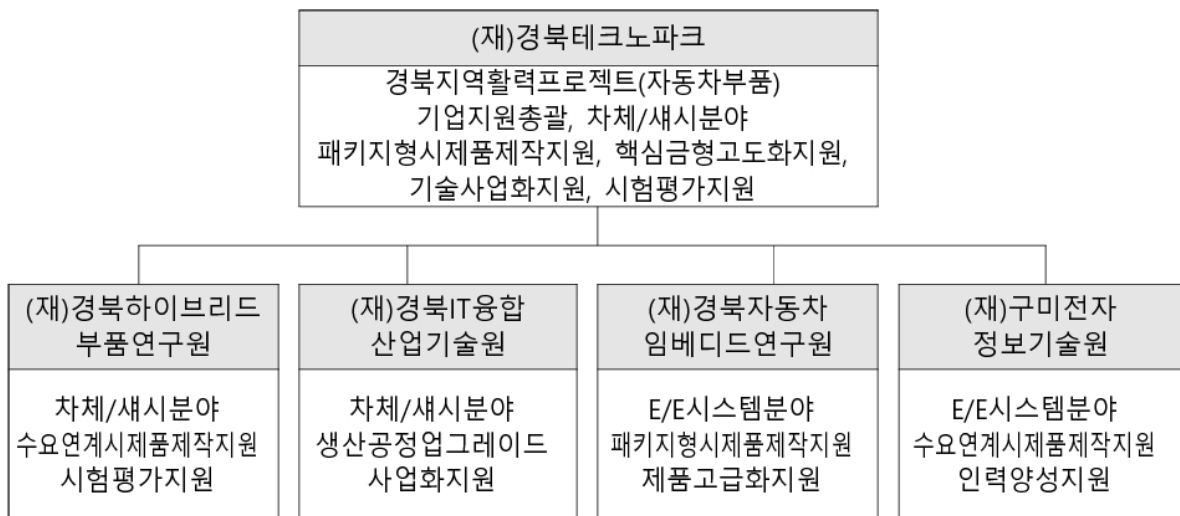 (재)경북테크노파크
경북지역활력프로젝트(자동차부품)
기업지원총괄, 차체/섀시분야
패키지형시제품제작지원, 핵심금형고도화지원,
기술사업화지원, 시험평가지원
(재)경북하이브리드
부품연구원
차체/섀시분야
수요연계시제품제작지원
시험평가지원
(재)경북IT융합
산업기술원
차체/섀시분야
생산공정업그레이드
사업화지원
(재)경북자동차
임베디드연구원
E/E시스템분야
패키지형시제품제작지원
제품고급화지원
(재)구미전자
정보기술원
E/E시스템분야
수요연계시제품제작지원
인력양성지원